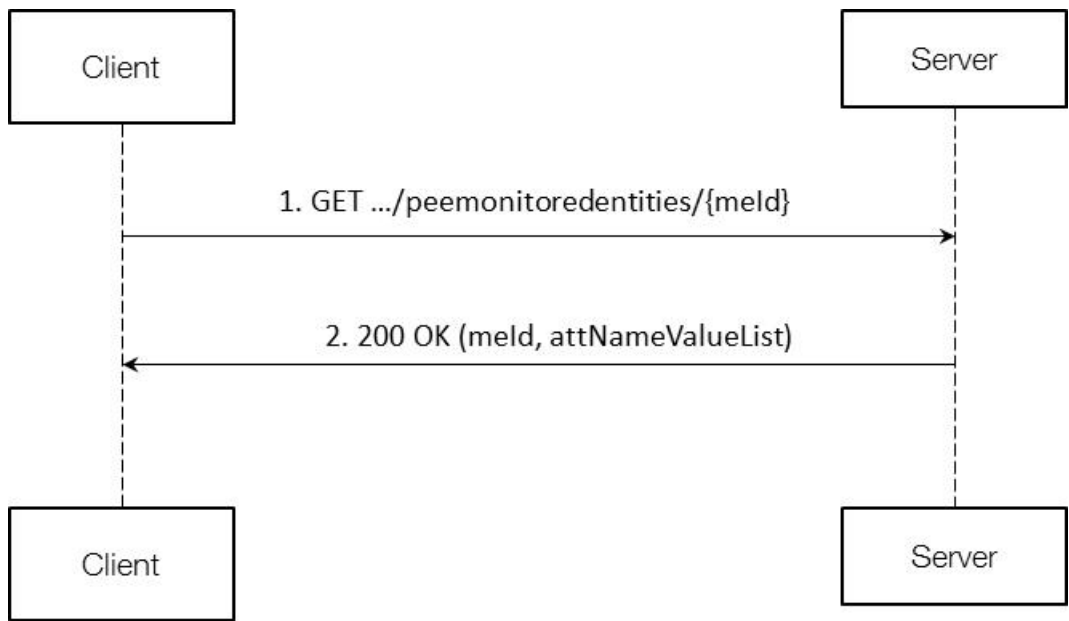 Client
Server
1. GET .../peemonitoredentities/{meId}
2. 200 OK (meId, attNameValueList)
Client
Server